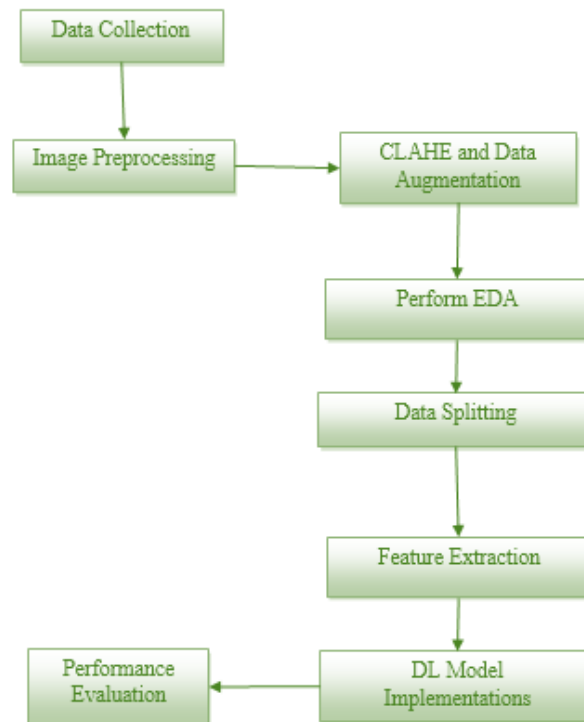 Data Collection
Image Preprocessing
CLAHE and Data
Augmentation
Perform EDA
Data Splitting
Feature Extraction
DL Model
Implementations
Performance
Evaluation